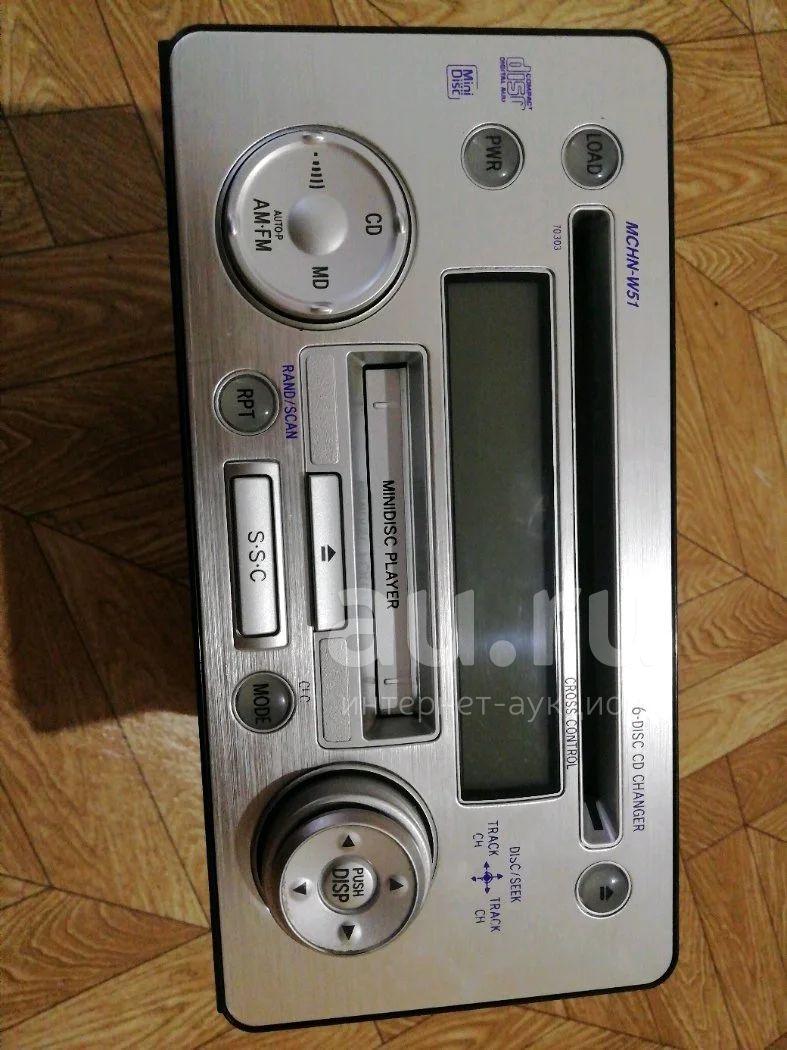 MCHN-W51
6-DISC CD CHANGER
LOAD
70303
CROSS CONTROL
COMPACT
disc
DIGITAL AUDIO
Mini
Disc
PWR
DISC/SEEK
TRACK
CH
TRACK
CH
MINIDISC PLAYER
CD
MD
AUTO·P
AM·FM
RAND/SCAN
RPT
S·S·C
MODE
PUSH
DISP
au.ru
интернет-аукцио